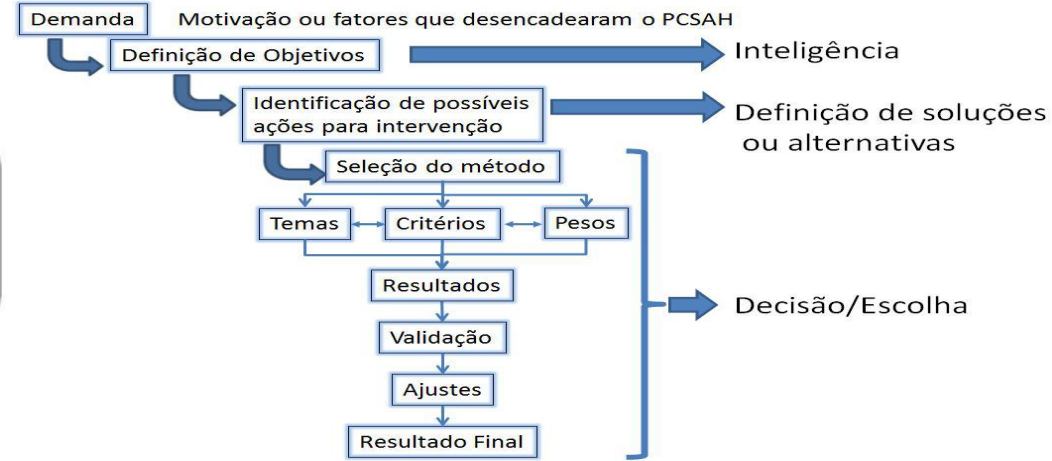 Demanda
Motivação ou fatores que desencadearam o PCSAH
Definição de Objetivos
Inteligência
Identificação de possíveis
ações para intervenção
Definição de soluções
ou alternativas
Seleção do método
Temas
Critérios
Pesos
Resultados
Decisão/Escolha
Validação
Ajustes
Resultado Final